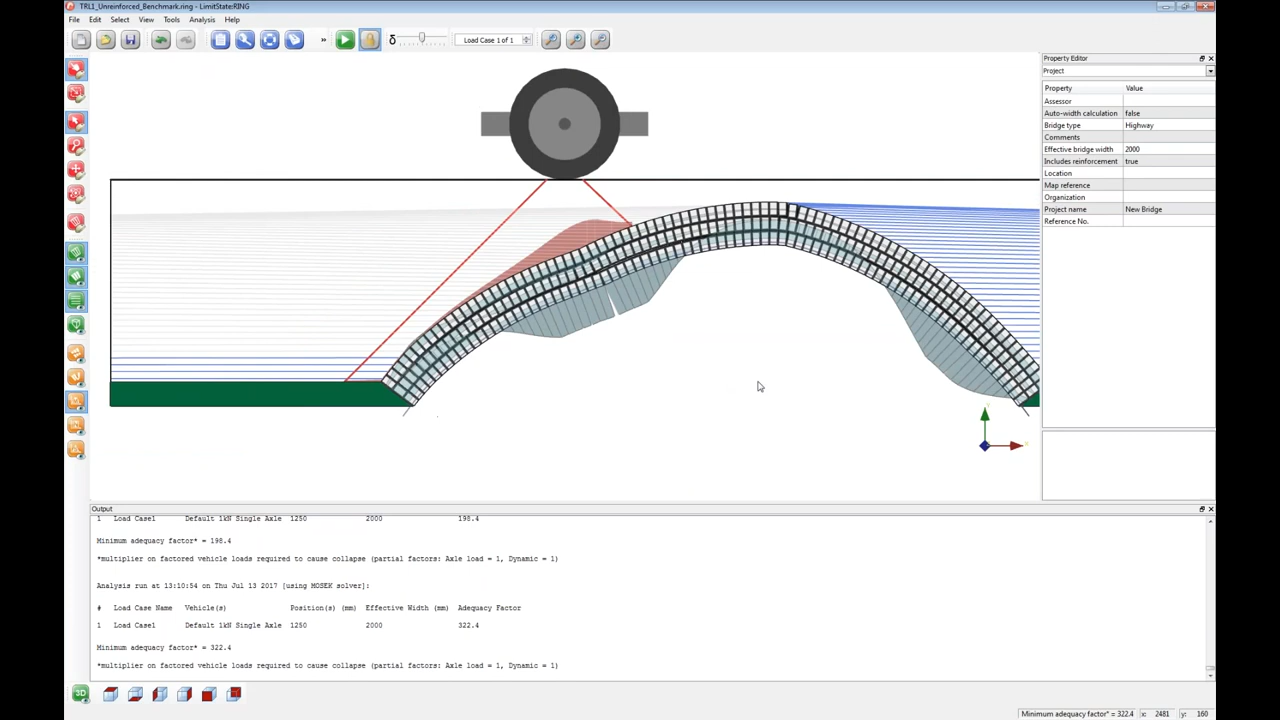 TRL1_Unreinforced_Benchmark.ring - LimitState:RING
File Edit Select View Tools Analysis Help
» δ Load Case 1 of 1
Property Editor
Project
Property Value
Assessor
Auto-width calculation false
Bridge type Highway
Comments
Effective bridge width 2000
Includes reinforcement true
Location
Map reference
Organization
Project name New Bridge
Reference No.
Output
1 Load Case1 Default 1kN Single Axle 1250 2000 198.4
Minimum adequacy factor* = 198.4
*multiplier on factored vehicle loads required to cause collapse (partial factors: Axle load = 1, Dynamic = 1)
Analysis run at 13:10:54 on Thu Jul 13 2017 [using MOSEK solver]:
# Load Case Name Vehicle(s) Position(s) (mm) Effective Width (mm) Adequacy Factor
1 Load Case1 Default 1kN Single Axle 1250 2000 322.4
Minimum adequacy factor* = 322.4
*multiplier on factored vehicle loads required to cause collapse (partial factors: Axle load = 1, Dynamic = 1)
3D
Minimum adequacy factor* = 322.4 x: 2481 y: 160